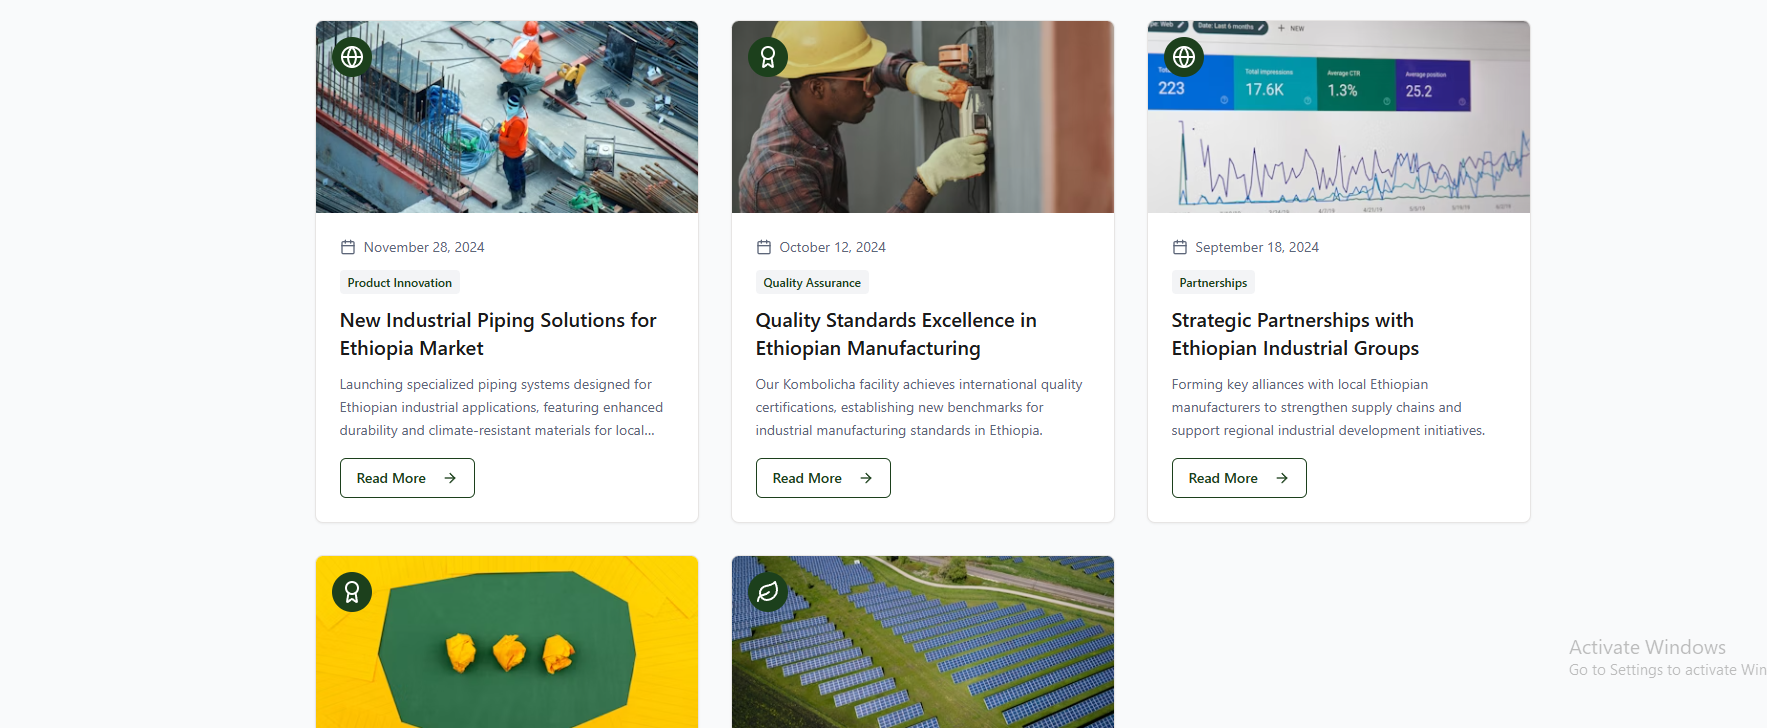 Date: Last 6 months
+ NEW
Total impressions
Average CTR
Average position
223
17.6K
1.3%
25.2
November 28, 2024
October 12, 2024
September 18, 2024
Product Innovation
Quality Assurance
Partnerships
New Industrial Piping Solutions for
Ethiopia Market
Quality Standards Excellence in
Ethiopian Manufacturing
Strategic Partnerships with
Ethiopian Industrial Groups
Launching specialized piping systems designed for
Ethiopian industrial applications, featuring enhanced
durability and climate-resistant materials for local...
Our Kombolicha facility achieves international quality
certifications, establishing new benchmarks for
industrial manufacturing standards in Ethiopia.
Forming key alliances with local Ethiopian
manufacturers to strengthen supply chains and
support regional industrial development initiatives.
Read More
Read More
Read More
Activate Windows
Go to Settings to activate Win